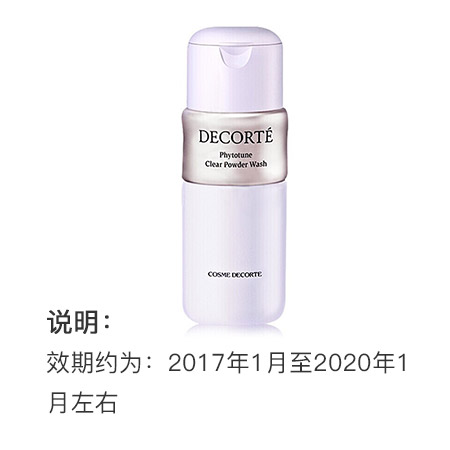 DECORTÉ
Phytotune
Clear Powder Wash
COSME DECORTE
说明：
效期约为：2017年1月至2020年1
月左右